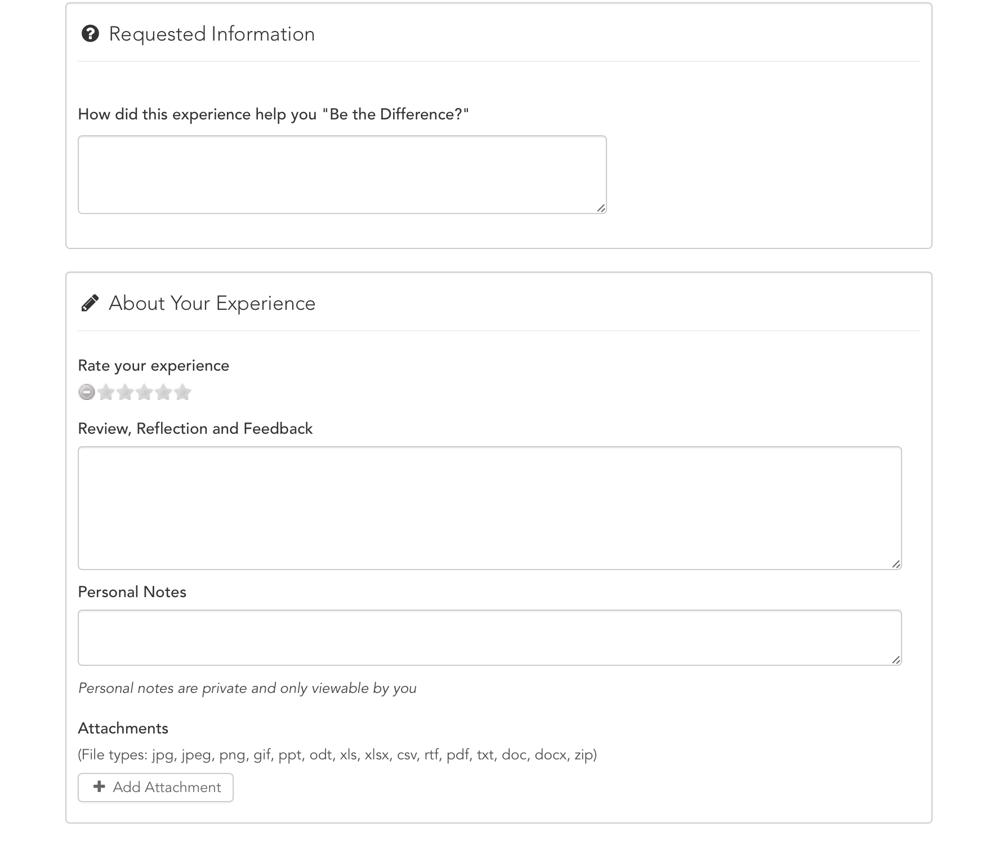 Requested Information
How did this experience help you "Be the Difference?"
About Your Experience
Rate your experience
Review, Reflection and Feedback
Personal Notes
Personal notes are private and only viewable by you
Attachments
(File types: jpg, jpeg, png, gif, ppt, odt, xls, xlsx, csv, rtf, pdf, txt, doc, docx, zip)
Add Attachment